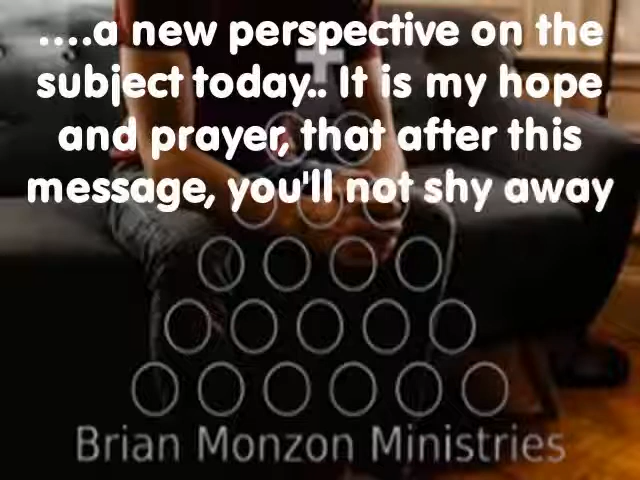 ....a new perspective on the
subject today.. It is my hope
and prayer, that after this
message, you'll not shy away
Brian Monzon Ministries